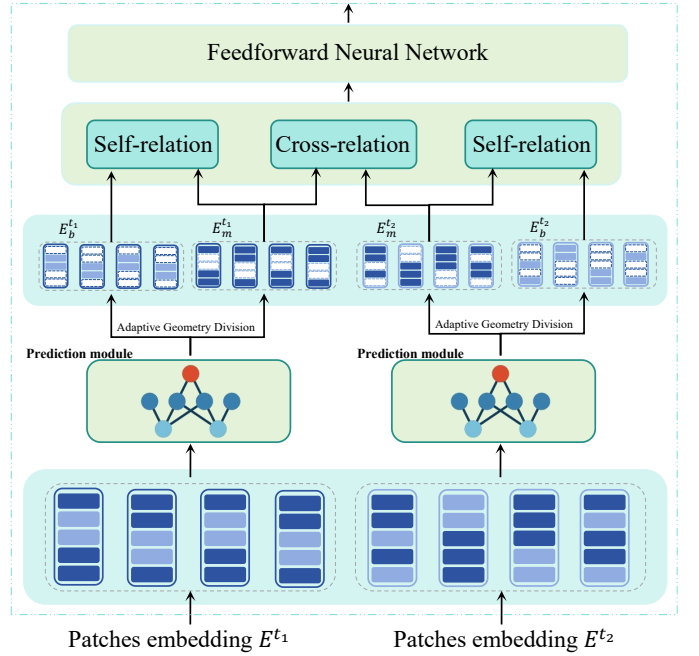 Feedforward Neural Network
Self-relation
Cross-relation
Self-relation
$E_b^{t_1}$
$E_m^{t_1}$
$E_m^{t_2}$
$E_b^{t_2}$
Adaptive Geometry Division
Adaptive Geometry Division
Prediction module
Prediction module
Patches embedding $E^{t_1}$
Patches embedding $E^{t_2}$